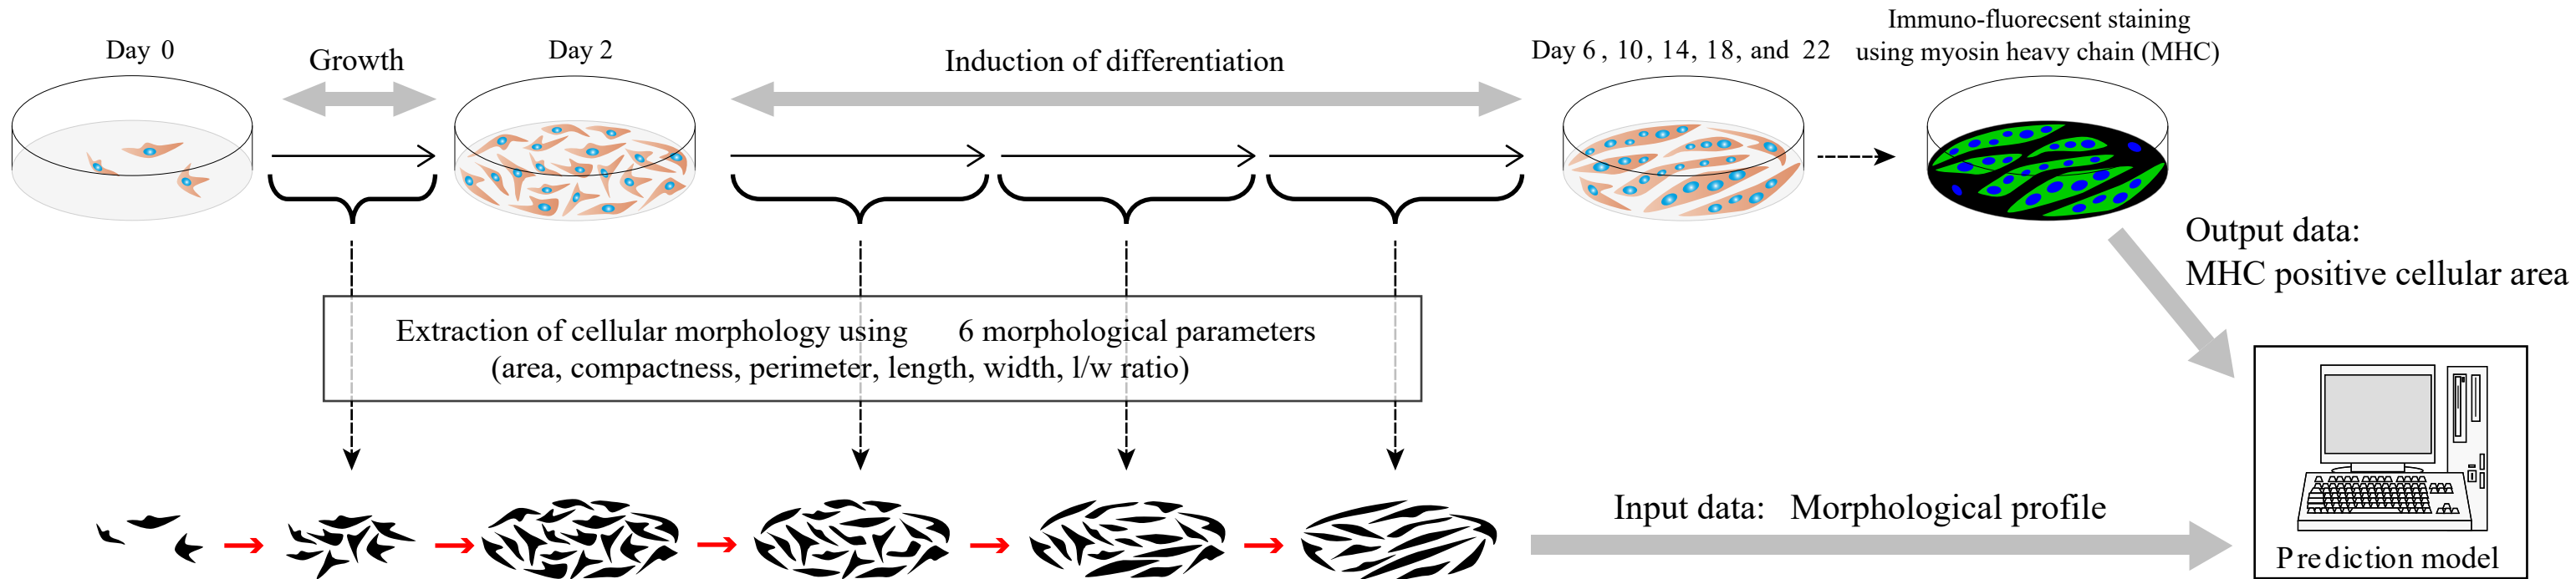 Day 0
Growth
Day 2
Induction of differentiation
Day 6, 10, 14, 18, and 22
Immuno-fluorecsent staining
using myosin heavy chain (MHC)
Output data:
MHC positive cellular area
Extraction of cellular morphology using 6 morphological parameters
(area, compactness, perimeter, length, width, l/w ratio)
Input data: Morphological profile
Prediction model